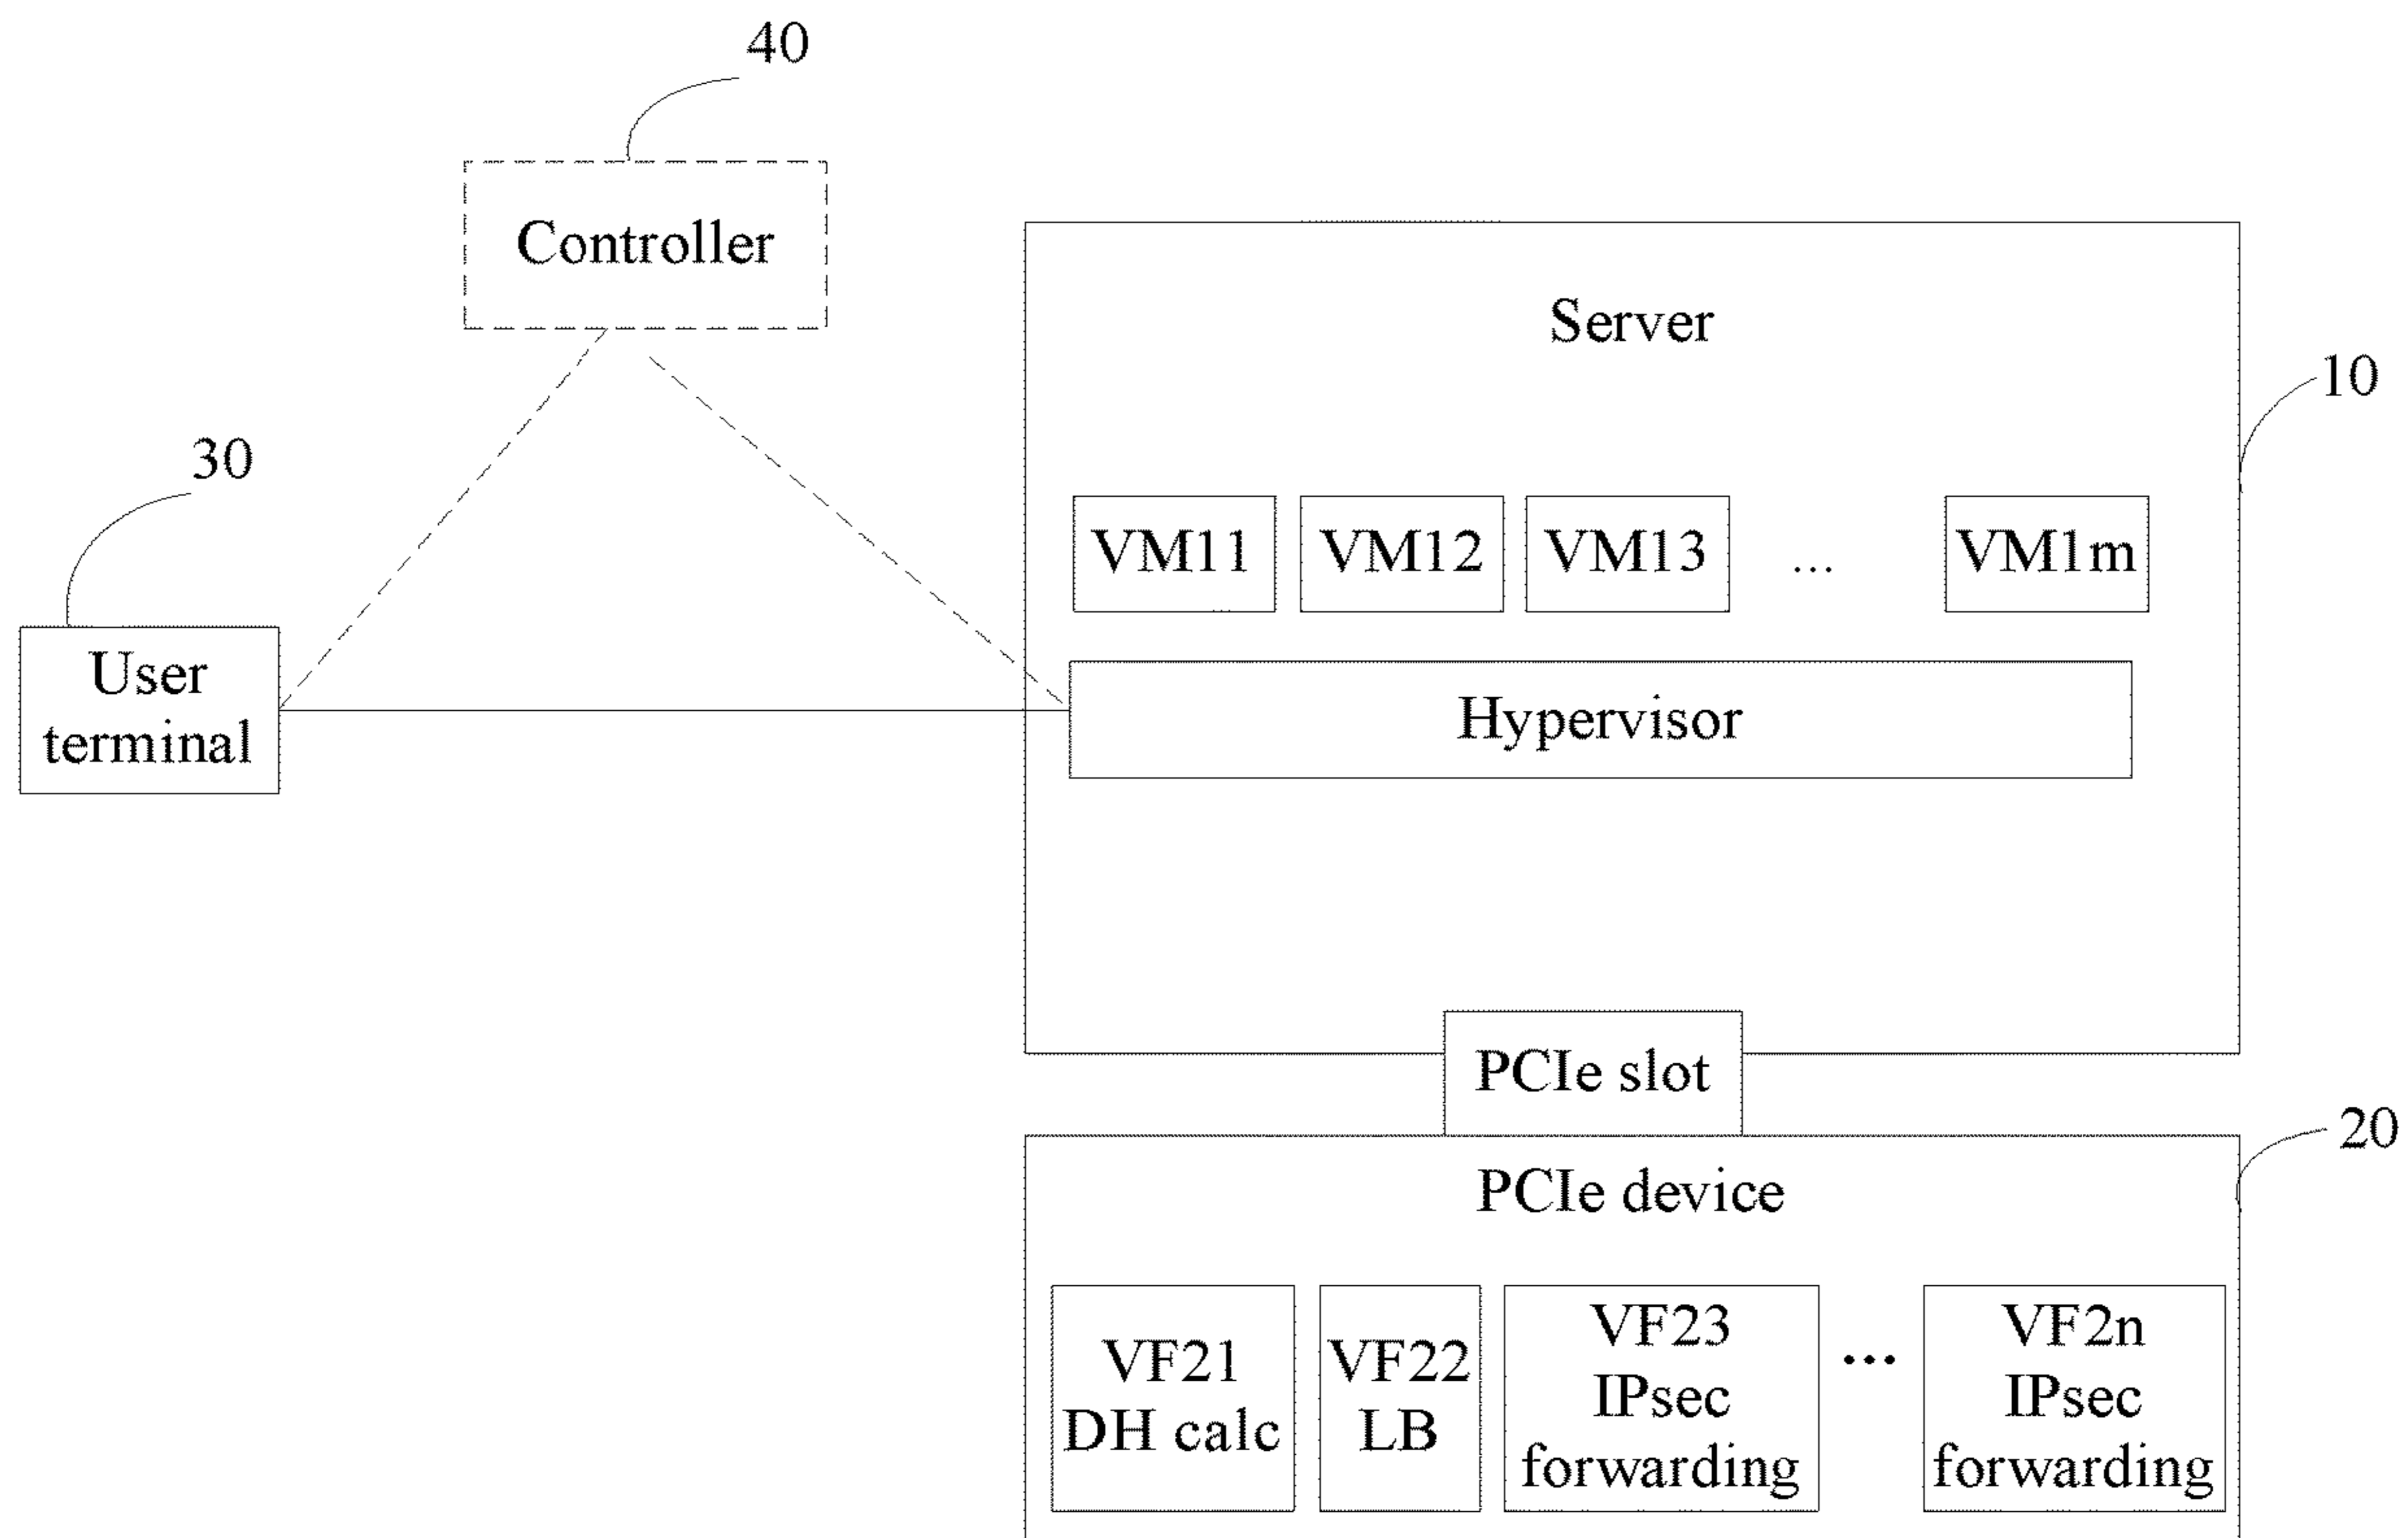 40
Controller
Server
10
30
VM11 VM12 VM13 ... VM1m
User
terminal
Hypervisor
PCIe slot
20
PCIe device
VF21
DH calc
VF22
LB
VF23
IPsec
forwarding
...
VF2n
IPsec
forwarding